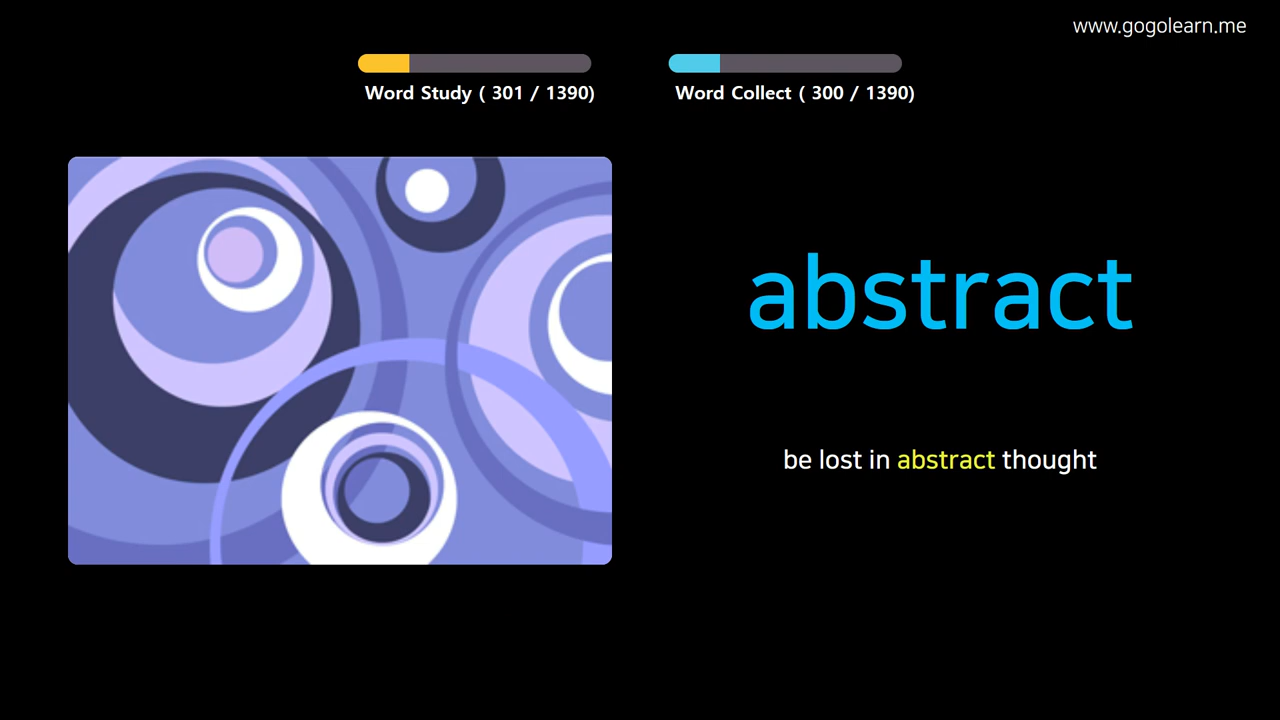 www.gogolearn.me
Word Study ( 301 / 1390)
Word Collect ( 300 / 1390)
abstract
be lost in abstract thought